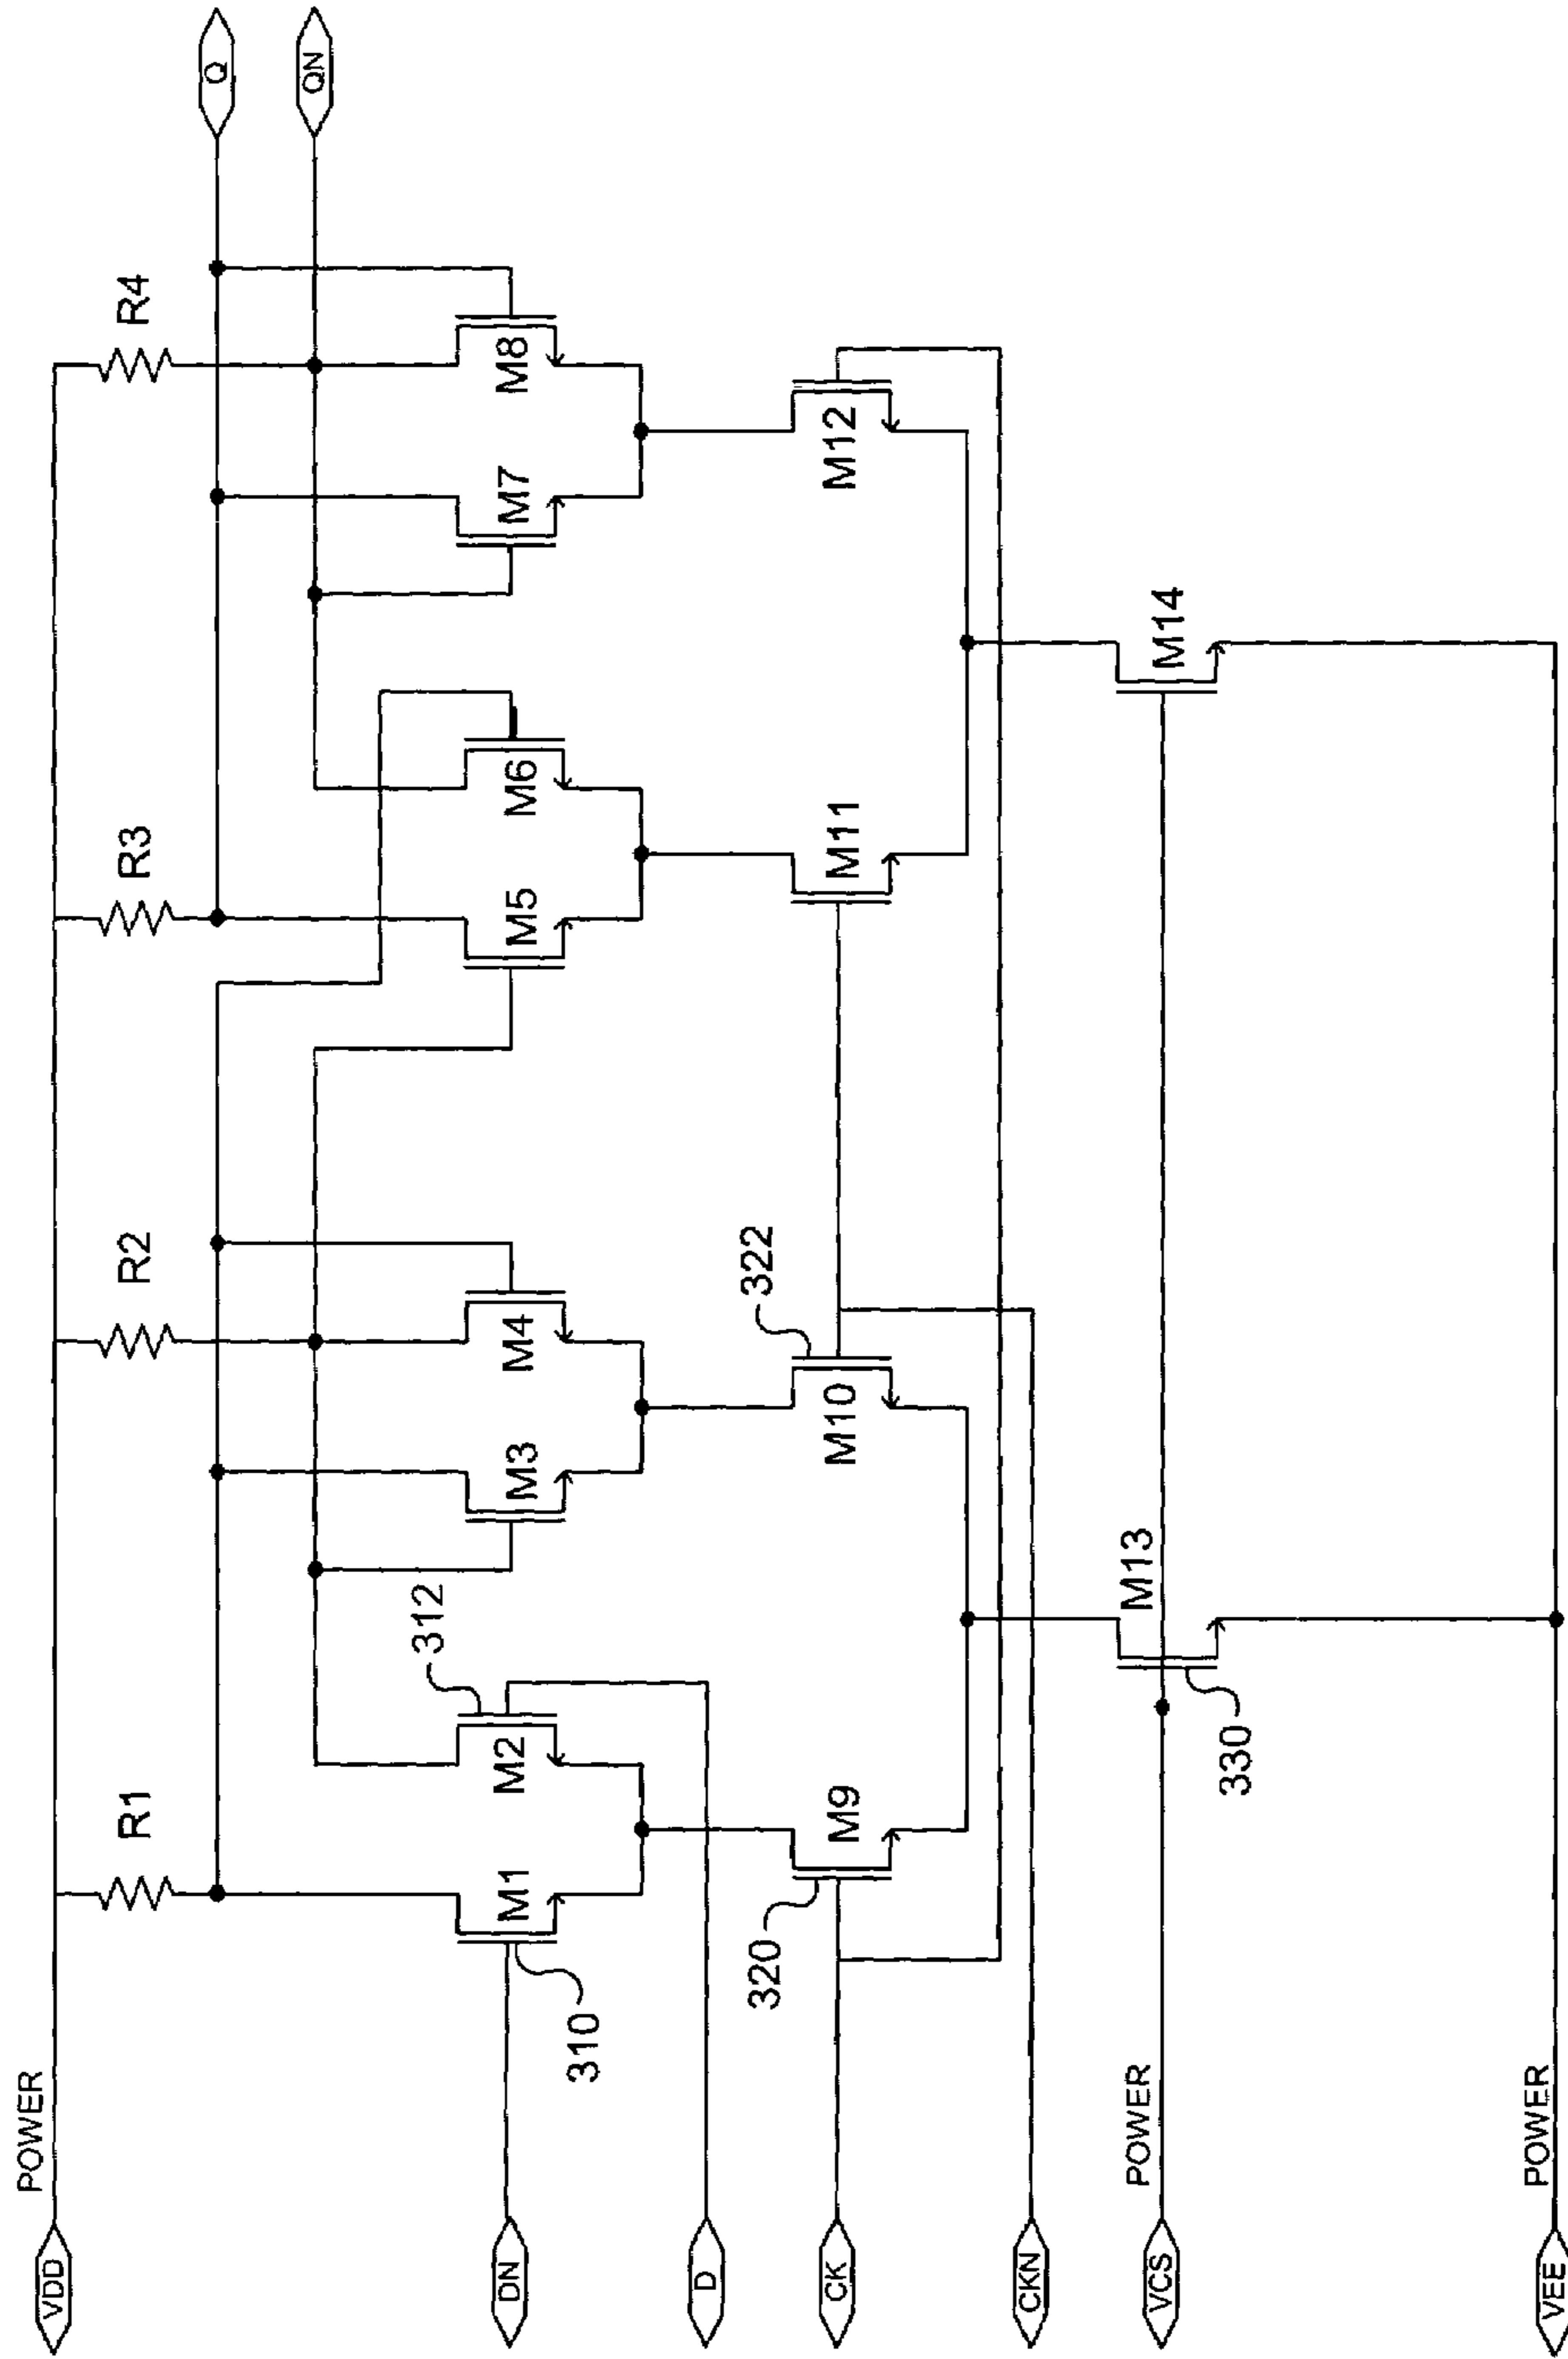 POWER
VDD
R1
R2
R3
R4
Q
QN
DN
310
M1
M2
312
M3
M4
M5
M6
M7
M8
D
CK
320
M9
M10
322
M11
M12
CKN
POWER
VCS
330
M13
M14
POWER
VEE